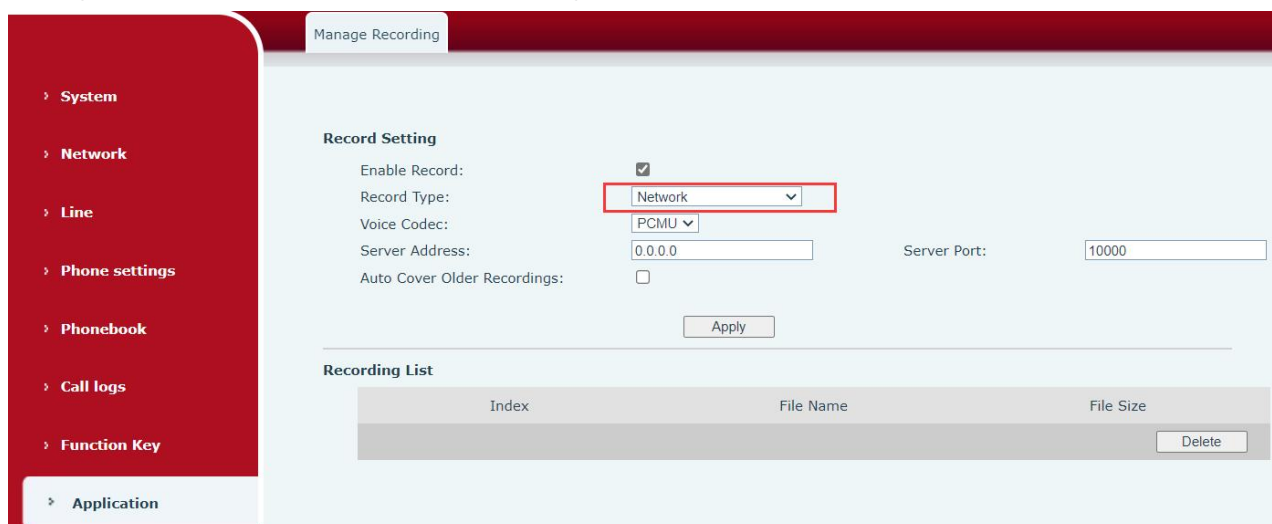 Manage Recording
System
Network
Line
Phone settings
Phonebook
Call logs
Function Key
Application
Record Setting
Enable Record:
Record Type: Network
Voice Codec: PCMU
Server Address: 0.0.0.0 Server Port: 10000
Auto Cover Older Recordings:
Apply
Recording List
Index File Name File Size
Delete